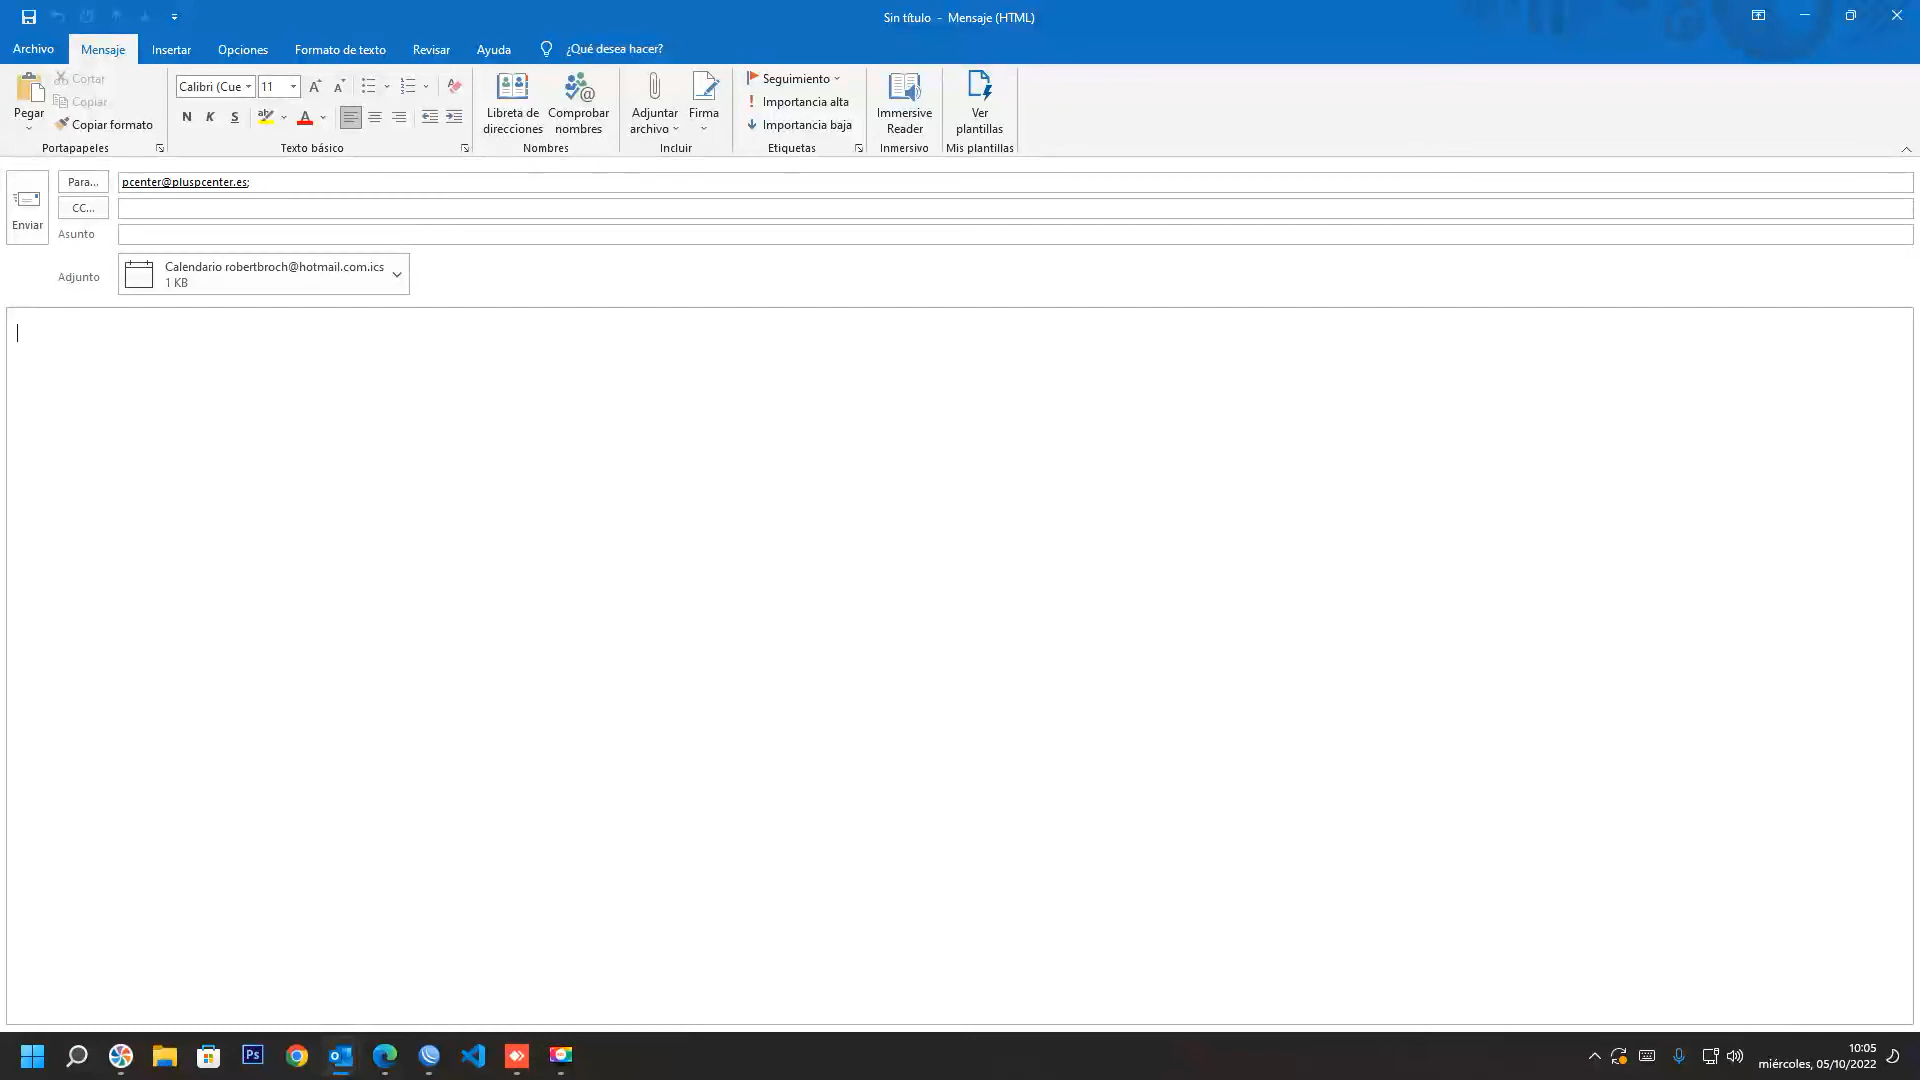 Sin título - Mensaje (HTML)
Archivo Mensaje Insertar Opciones Formato de texto Revisar Ayuda ¿Qué desea hacer?
Pegar
Cortar
Copiar
Copiar formato
Portapapeles
Calibri (Cue 11
N K S
Texto básico
Libreta de direcciones
Comprobar nombres
Nombres
Adjuntar archivo
Firma
Incluir
Seguimiento
Importancia alta
Importancia baja
Etiquetas
Immersive Reader
Inmersivo
Ver plantillas
Mis plantillas
Enviar
Para... pcenter@pluspcenter.es;
CC...
Asunto
Adjunto
Calendario robertbroch@hotmail.com.ics
1 KB
Ps
10:05
miércoles, 05/10/2022